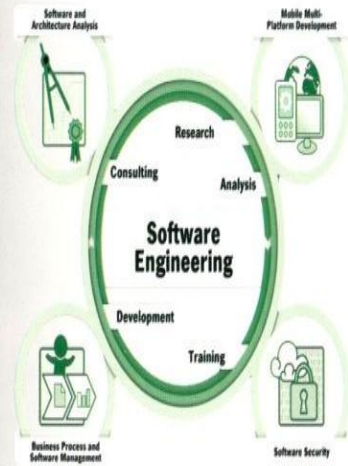 Software and
Architecture Analysis
Mobile Multi-
Platform Development
Research
Consulting
Analysis
Software
Engineering
Development
Training
Business Process and
Software Management
Software Security